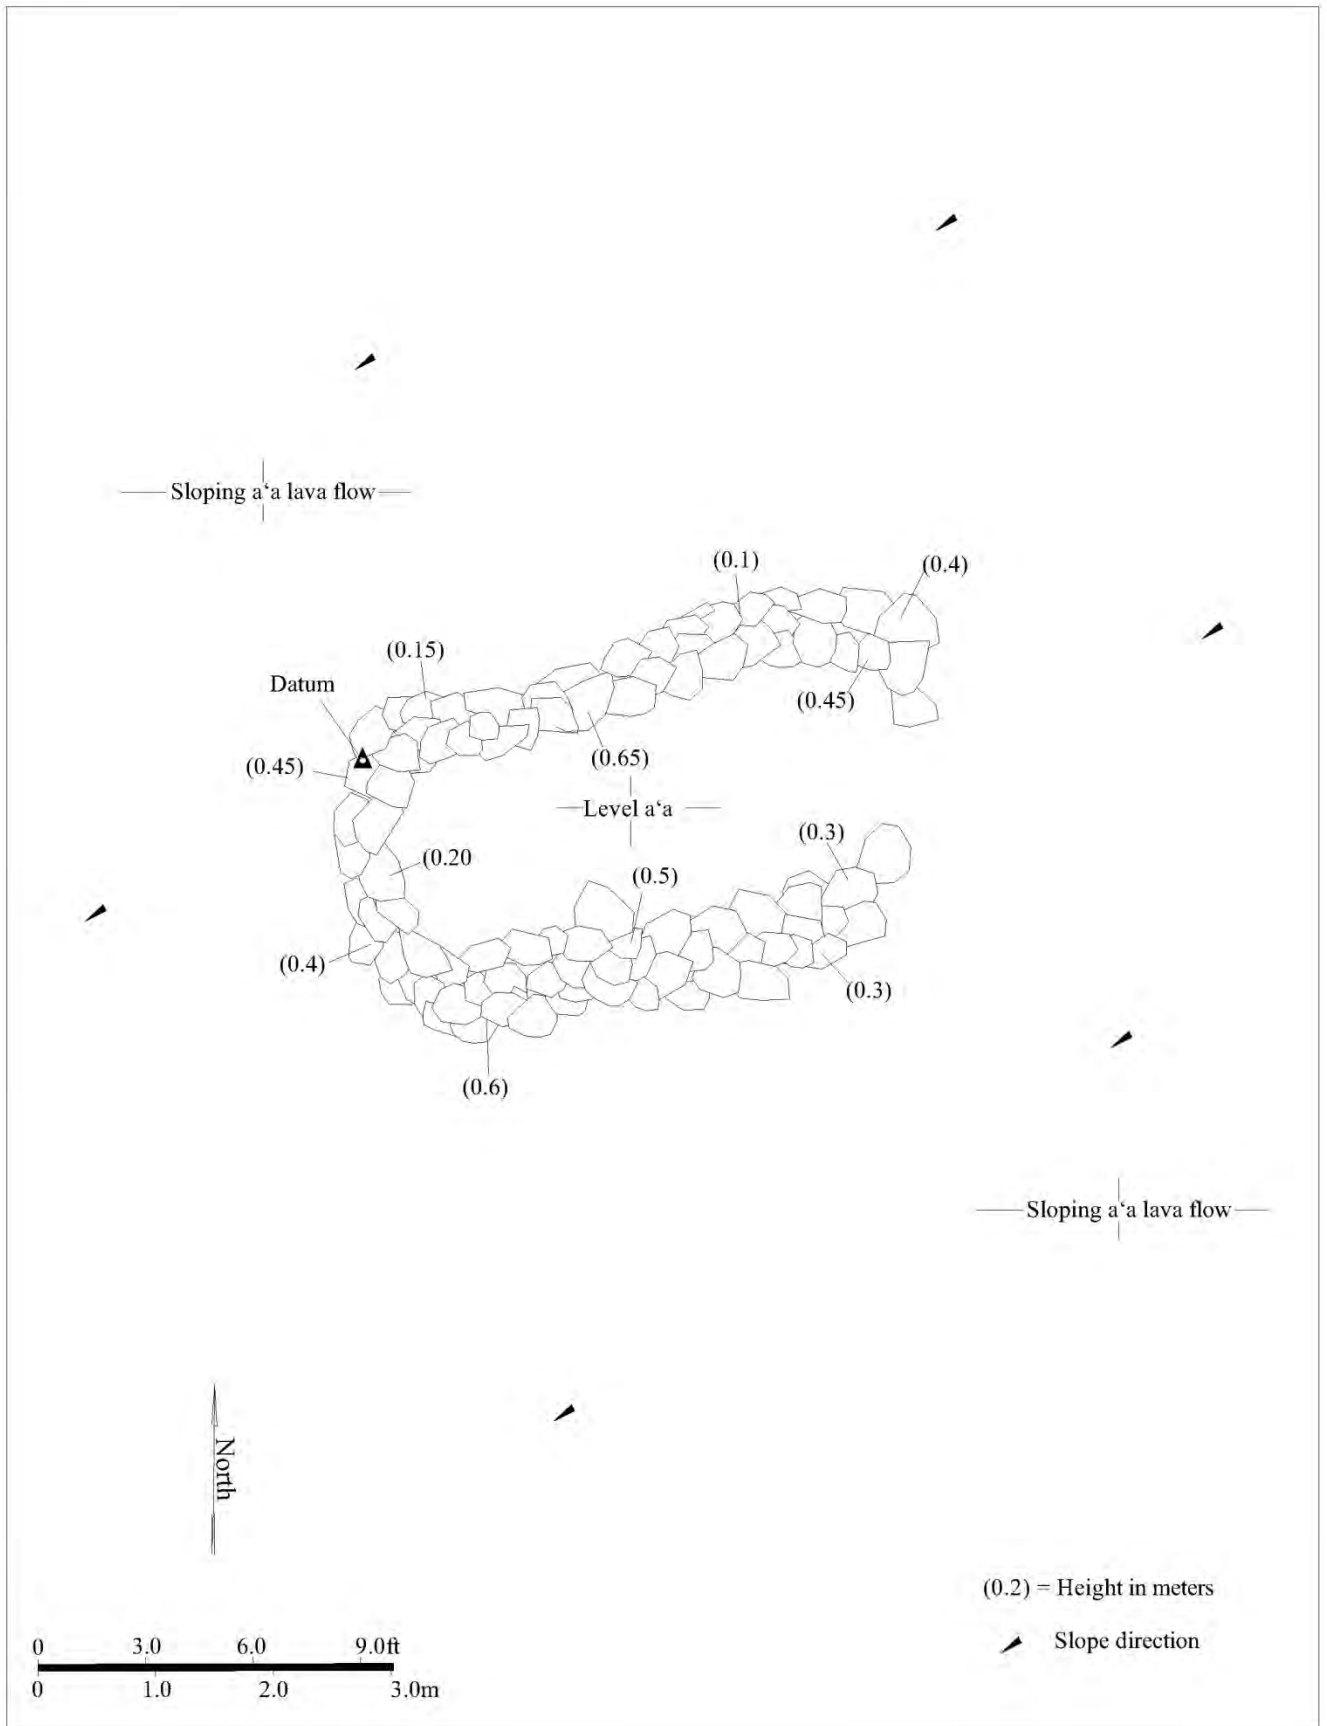 Sloping a‘a lava flow
(0.1)
(0.4)
(0.15)
Datum
(0.45)
(0.45)
(0.65)
Level a‘a
(0.3)
(0.20
(0.5)
(0.4)
(0.3)
(0.6)
Sloping a‘a lava flow
North
(0.2) = Height in meters
Slope direction
0 3.0 6.0 9.0ft
0 1.0 2.0 3.0m